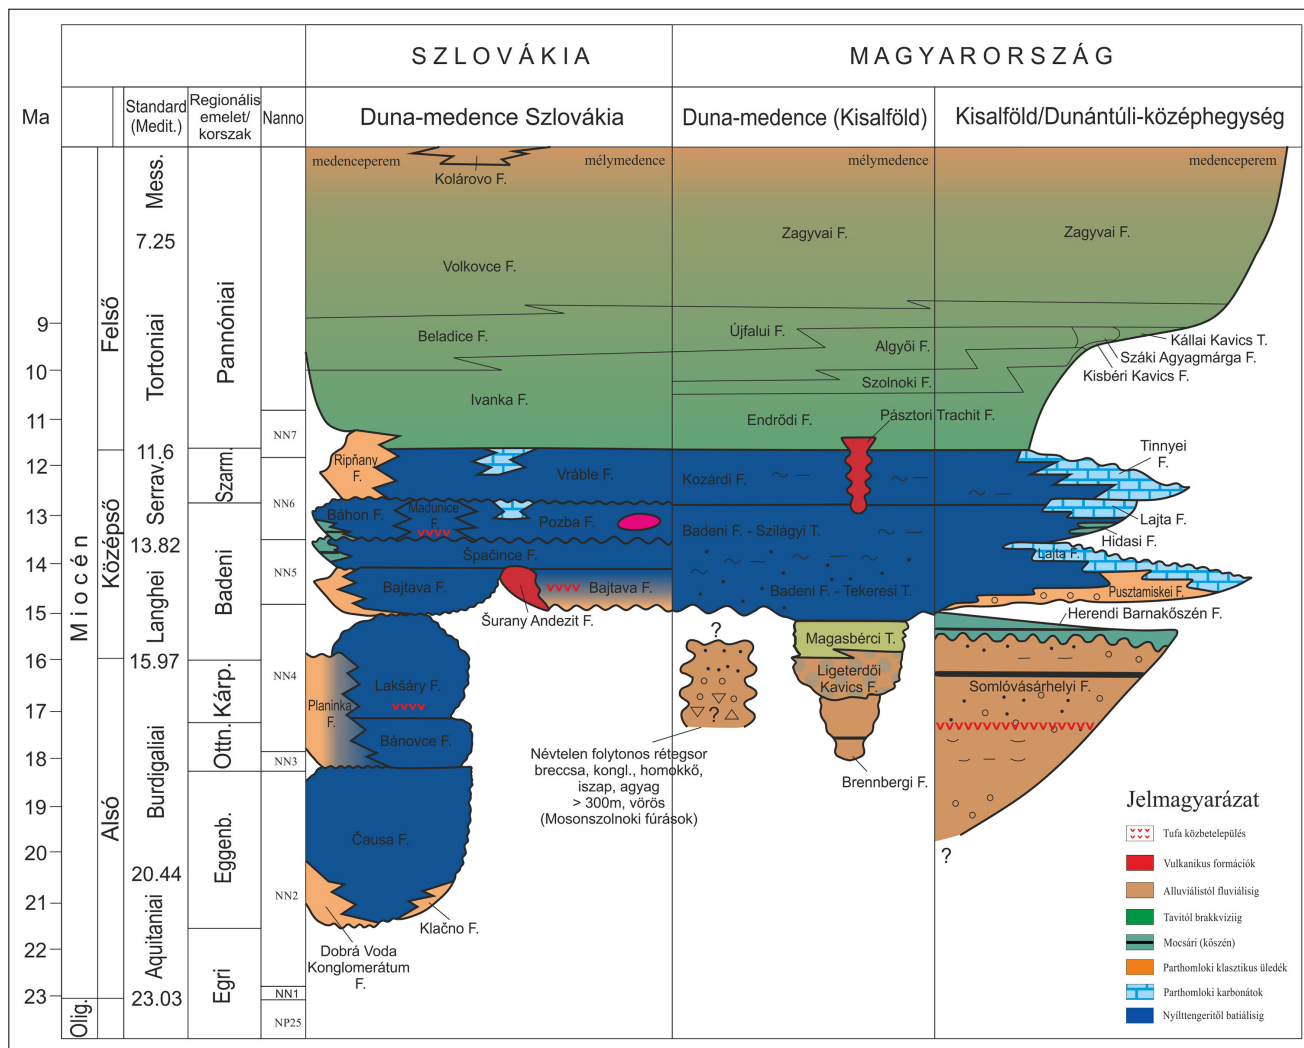 SZLOVÁKIA
MAGYARORSZÁG
Ma
Standard
(Medit.)
Regionális
emelet/
korszak
Nanno
Duna-medence Szlovákia
Duna-medence (Kisalföld)
Kisalföld/Dunántúli-középhegység
medenceperem
mélymedence
mélymedence
medenceperem
9
10
11
12
13
14
15
16
17
18
19
20
21
22
23
Miocén
Olig.
Felső
Középső
Alsó
Mess.
7.25
Tortoniai
11.6
Serrav.
13.82
Langhei
15.97
Burdigaliai
20.44
Aquitaniai
23.03
Pannóniai
Szarm.
Badeni
Kárp.
Ottn.
Eggenb.
Egri
NN7
NN6
NN5
NN4
NN3
NN2
NN1
NP25
Kolárovo F.
Volkovce F.
Beladice F.
Ivanka F.
Ripňany
F.
Vráble F.
Báhon F.
Madunice
F.
Pozba F.
Špačince F.
Bajtava F.
Bajtava F.
Šurany Andezit F.
Lakšáry F.
Planinka
F.
Bánovce F.
Čausa F.
Klačno F.
Dobrá Voda
Konglomerátum
F.
Zagyvai F.
Újfalui F.
Algyői F.
Szolnoki F.
Endrődi F.
Pásztori Trachit F.
Kozárdi F.
Badeni F. - Szilágyi T.
Badeni F. - Tekeresi T.
?
?
Magasbérci T.
Ligeterdői
Kavics F.
Brennbergi F.
Névtelen folytonos rétegsor
breccsa, kongl., homokkő,
iszap, agyag
> 300m, vörös
(Mosonszolnoki fúrások)
Zagyvai F.
Kállai Kavics T.
Száki Agyagmárga F.
Kisbéri Kavics F.
Tinnyei
F.
Lajta F.
Hidasi F.
Lajta F.
Pusztamiskei F.
Herendi Barnakőszén F.
Somlóvásárhelyi F.
?
Jelmagyarázat
Tufa közbetelepülés
Vulkanikus formációk
Alluviálistól fluviálisig
Tavitól brakkvíziig
Mocsári (kőszén)
Parthomloki klasztikus üledék
Parthomloki karbonátok
Nyílttengeritől batiálisig